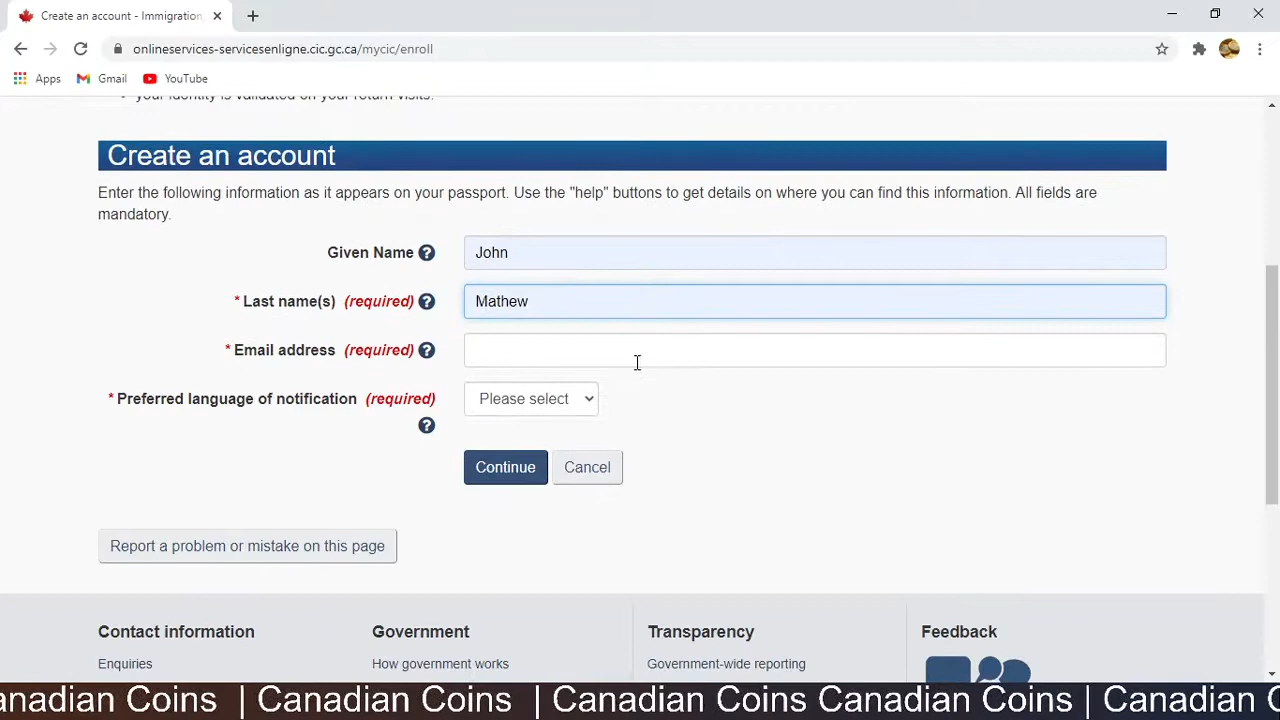 Create an account - Immigration,
onlineservices-servicesenligne.cic.gc.ca/mycic/enroll
Apps Gmail YouTube
your identity is validated on your return visits.
Create an account
Enter the following information as it appears on your passport. Use the "help" buttons to get details on where you can find this information. All fields are
mandatory.
Given Name ? John
* Last name(s) (required) ? Mathew
* Email address (required) ?
* Preferred language of notification (required) Please select
?
Continue Cancel
Report a problem or mistake on this page
Contact information Government Transparency Feedback
Enquiries How government works Government-wide reporting
anadian Coins | Canadian Coins | Canadian Coins Canadian Coins | Canadian C